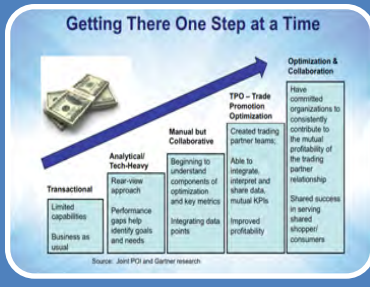 Getting There One Step at a Time
Transactional
Limited
capabilities
Business as
usual
Analytical/
Tech-Heavy
Rear-view
approach
Performance
gaps help
identify goals
and needs
Manual but
Collaborative
Beginning to
understand
components of
optimization
and key metrics
Integrating data
points
TPO – Trade
Promotion
Optimization
Created trading
partner teams;
Able to
integrate,
interpret and
share data,
mutual KPIs
Improved
profitability
Optimization &
Collaboration
Have
committed
organizations to
consistently
contribute to
the mutual
profitability of
the trading
partner
relationship
Shared success
in serving
shared
shopper/
consumers
Source: Joint POI and Gartner research